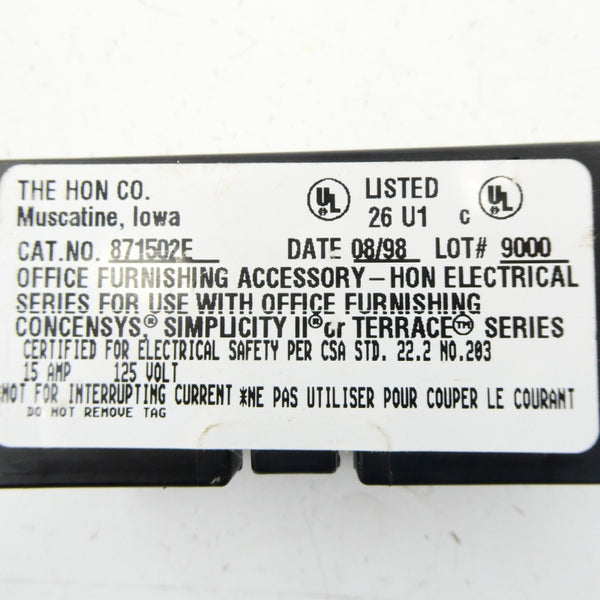 THE HON CO. UL LISTED UL
Muscatine, Iowa 26 U1 c
CAT.NO. 871502E DATE 08/98 LOT# 9000
OFFICE FURNISHING ACCESSORY-HON ELECTRICAL
SERIES FOR USE WITH OFFICE FURNISHING
CONCENSYS,® SIMPLICITY II® or TERRACE™ SERIES
CERTIFIED FOR ELECTRICAL SAFETY PER CSA STD. 22.2 NO.203
15 AMP 125 VOLT
*NOT FOR INTERRUPTING CURRENT *NE PAS UTILISER POUR COUPER LE COURANT
DO NOT REMOVE TAG